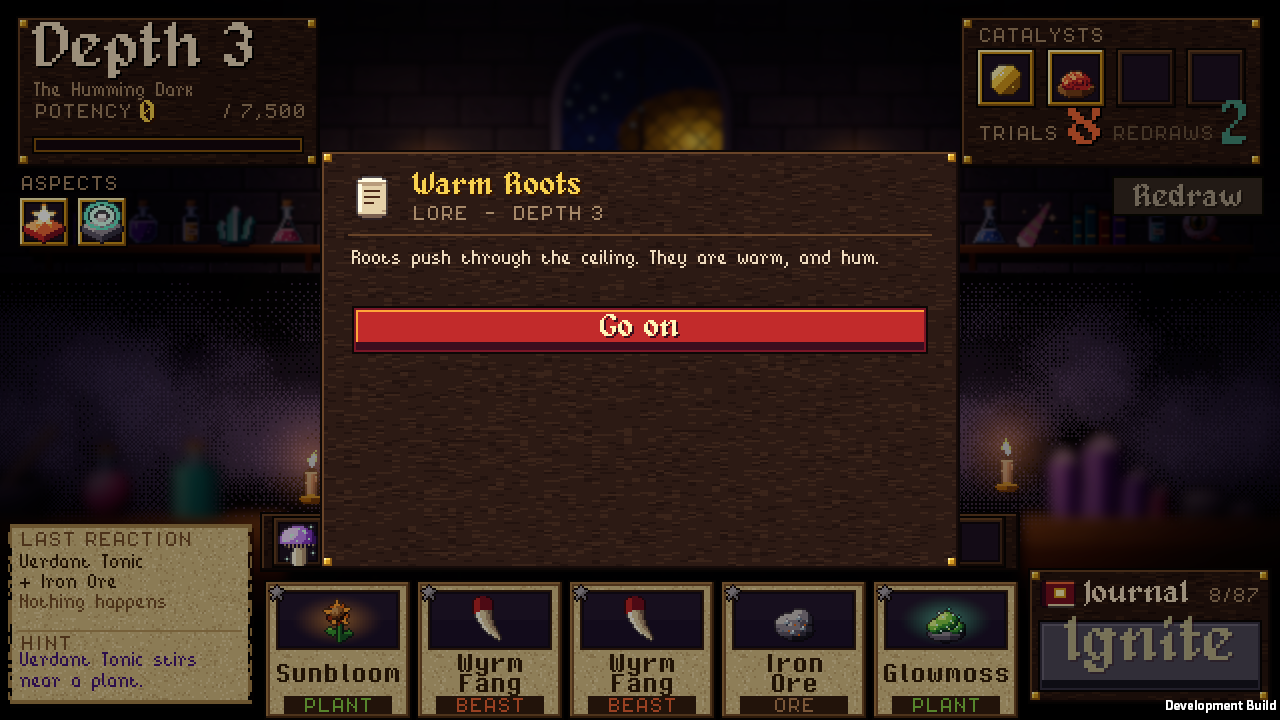 Depth 3
The Humming Dark
POTENCY 0 / 7,500
ASPECTS
CATALYSTS
TRIALS 8 REDRAWS 2
Redraw
Warm Roots
LORE - DEPTH 3
Roots push through the ceiling. They are warm, and hum.
Go on
LAST REACTION
Verdant Tonic
+ Iron Ore
Nothing happens
HINT
Verdant Tonic stirs
near a plant.
Sunbloom
PLANT
Wyrm
Fang
BEAST
Wyrm
Fang
BEAST
Iron
Ore
ORE
Glowmoss
PLANT
Journal 8/87
Ignite
Development Build